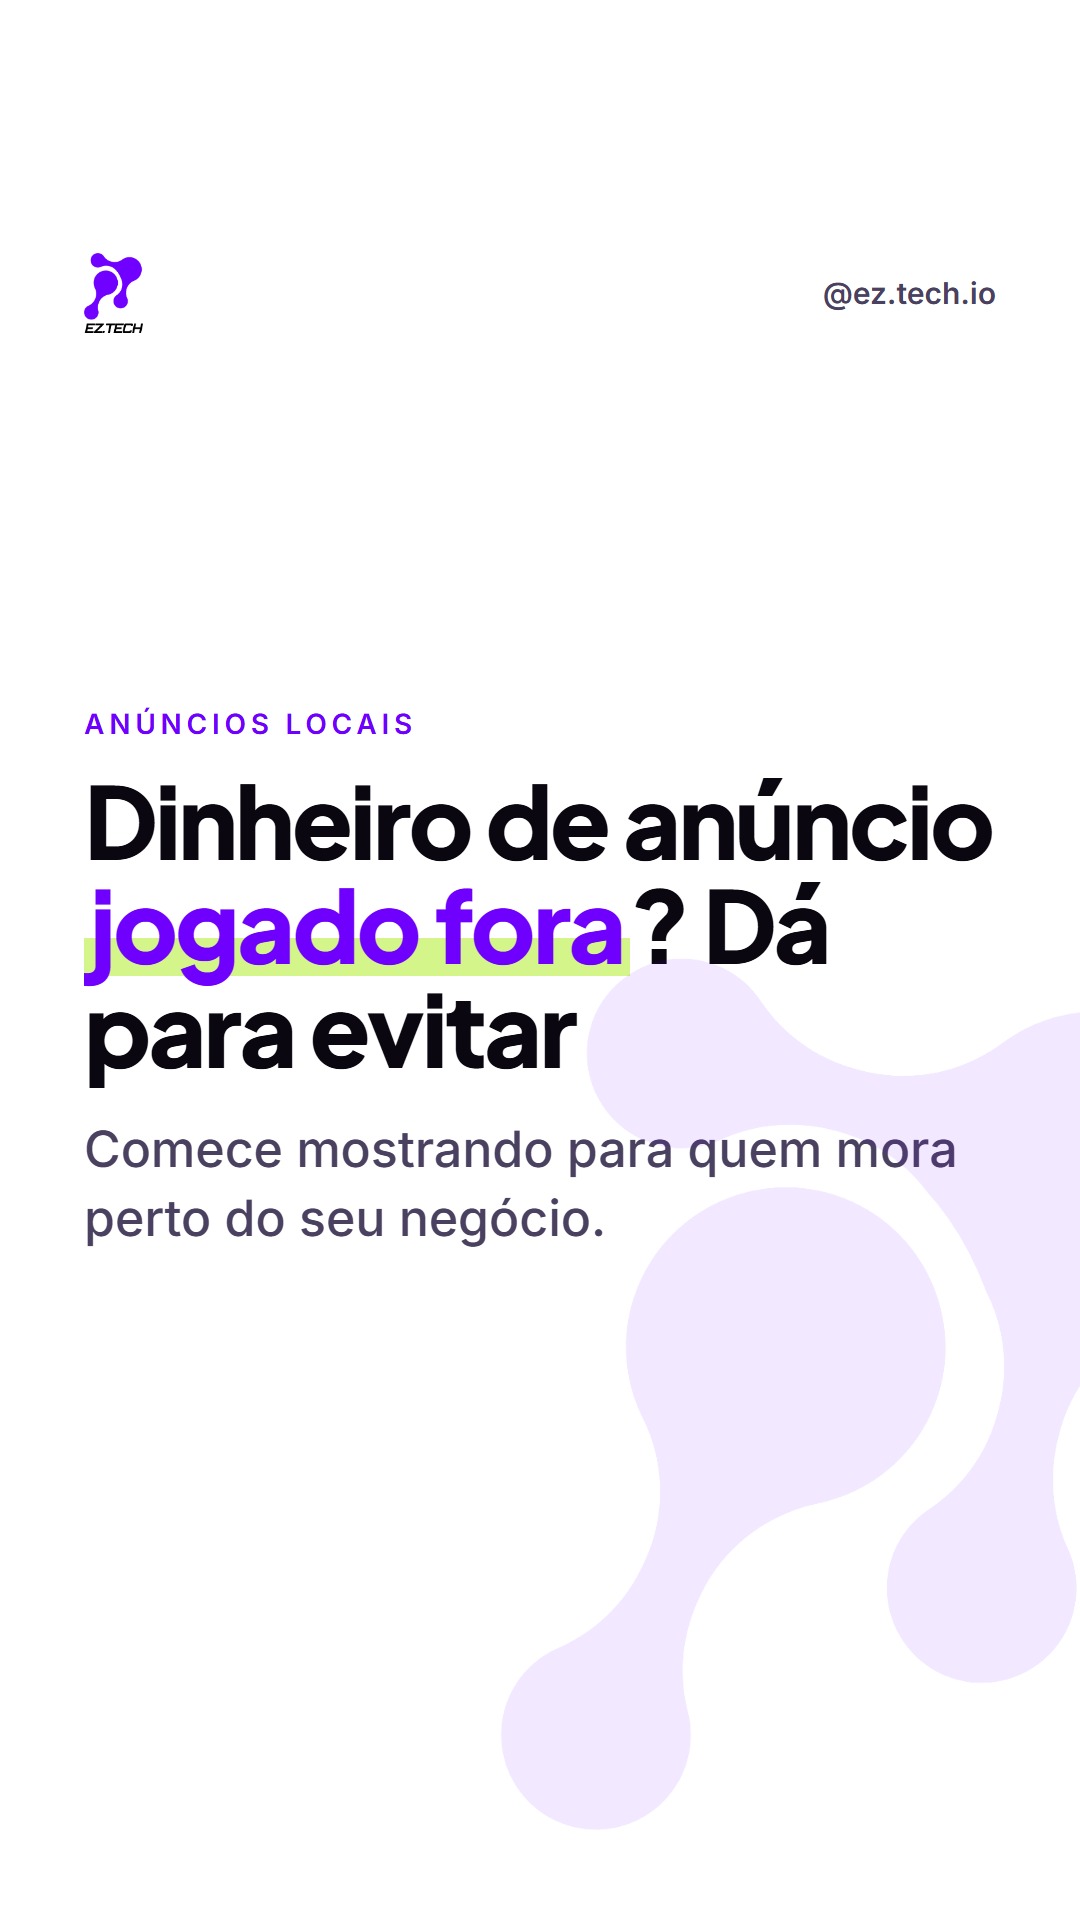 EZ.TECH
@ez.tech.io
ANÚNCIOS LOCAIS
Dinheiro de anúncio
jogado fora? Dá
para evitar
Comece mostrando para quem mora
perto do seu negócio.